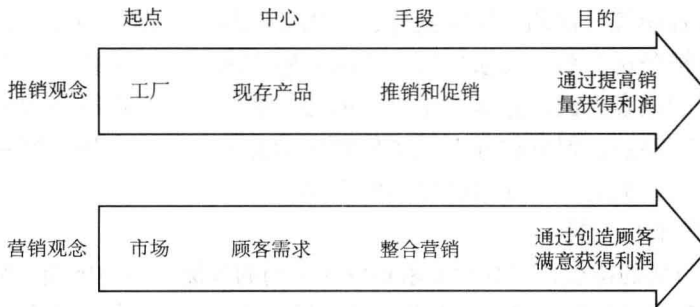 起点 中心 手段 目的
推销观念 工厂 现存产品 推销和促销 通过提高销
量获得利润
营销观念 市场 顾客需求 整合营销 通过创造顾客
满意获得利润